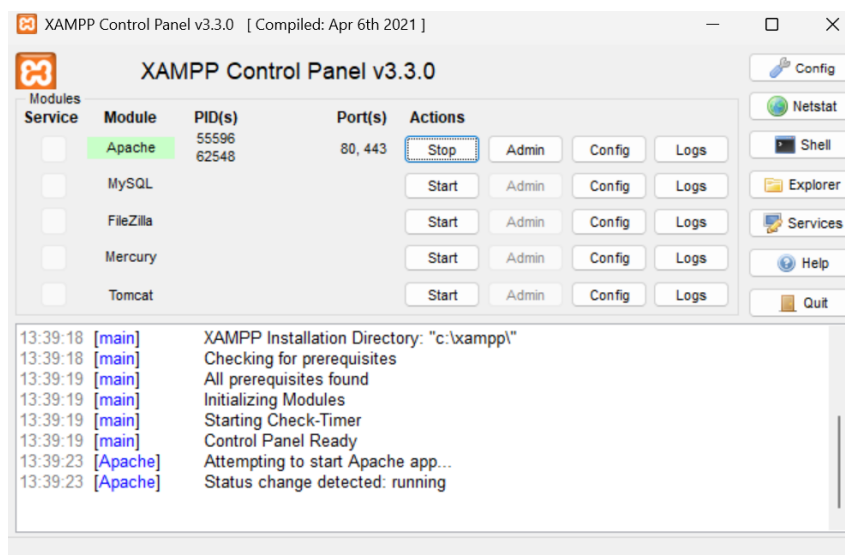 XAMPP Control Panel v3.3.0 [ Compiled: Apr 6th 2021 ]
XAMPP Control Panel v3.3.0
Config
Modules
Service Module PID(s) Port(s) Actions
Netstat
Apache 55596 62548 80, 443 Stop Admin Config Logs
Shell
MySQL Start Admin Config Logs
Explorer
FileZilla Start Admin Config Logs
Services
Mercury Start Admin Config Logs
Help
Tomcat Start Admin Config Logs
Quit
13:39:18 [main] XAMPP Installation Directory: "c:\xampp\"
13:39:18 [main] Checking for prerequisites
13:39:19 [main] All prerequisites found
13:39:19 [main] Initializing Modules
13:39:19 [main] Starting Check-Timer
13:39:19 [main] Control Panel Ready
13:39:23 [Apache] Attempting to start Apache app...
13:39:23 [Apache] Status change detected: running